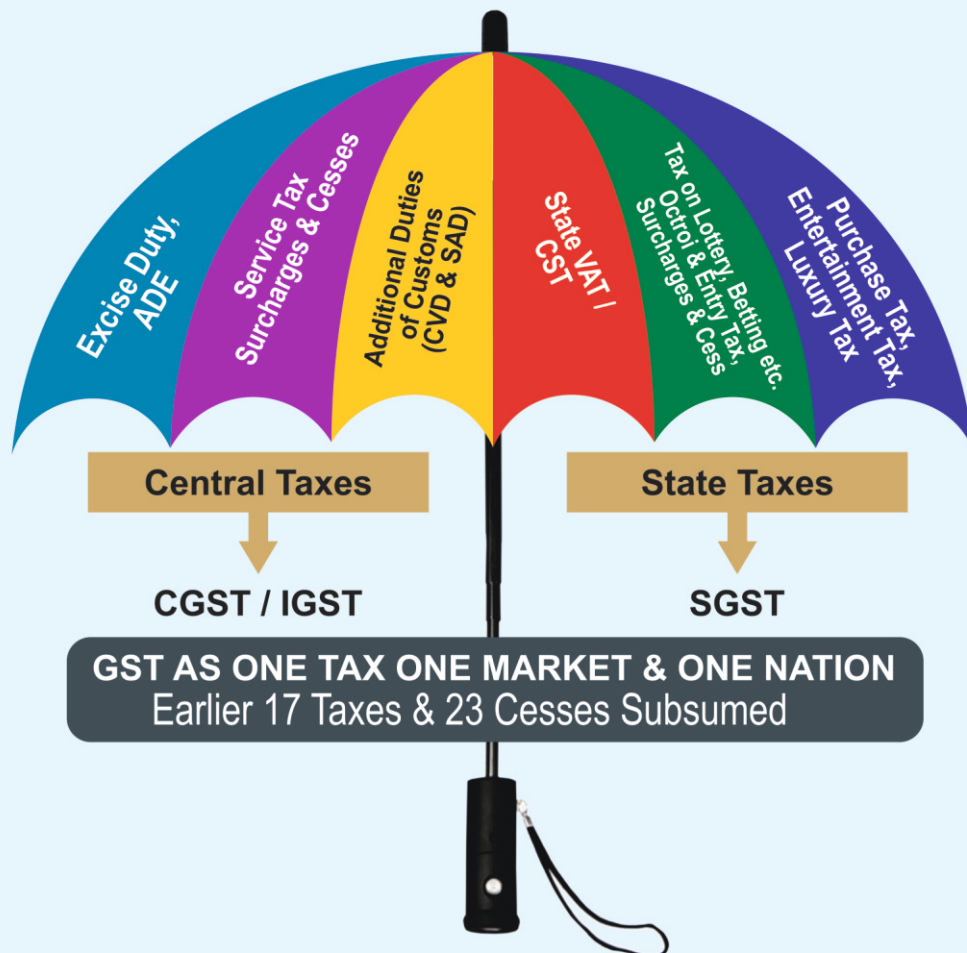 Excise Duty,
ADE
Service Tax
Surcharges & Cesses
Additional Duties
of Customs
(CVD & SAD)
State VAT /
CST
Tax on Lottery, Betting etc.
Octroi & Entry Tax,
Surcharges & Cess
Purchase Tax,
Entertainment Tax,
Luxury Tax
Central Taxes
State Taxes
CGST / IGST
SGST
GST AS ONE TAX ONE MARKET & ONE NATION
Earlier 17 Taxes & 23 Cesses Subsumed